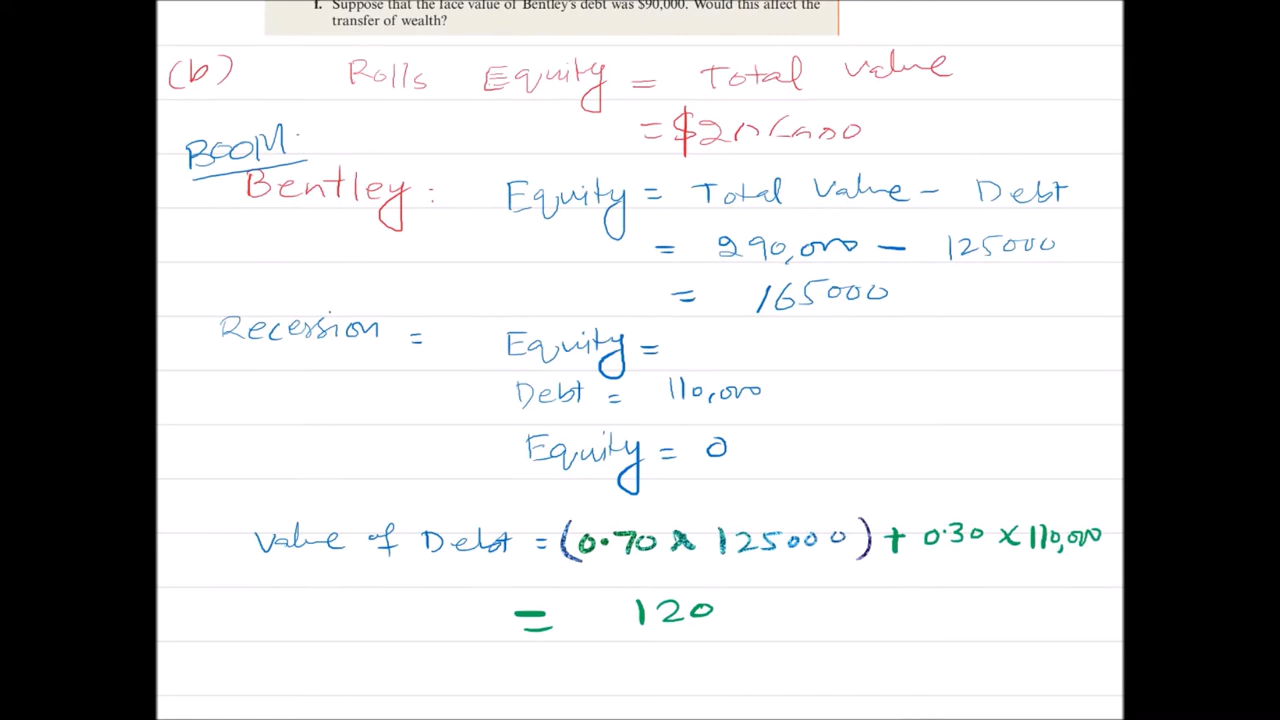 f. Suppose that the face value of Bentley's debt was $90,000. Would this affect the
transfer of wealth?
(b) Rolls Equity = Total value
= $
BOOM
Bentley : Equity = Total Value - Debt
= 290,000 - 125000
= 165000
Recession = Equity =
Debt = 110,000
Equity = 0
Value of Debt = (0.70 x 125000) + 0.30 x 110,000
= 120